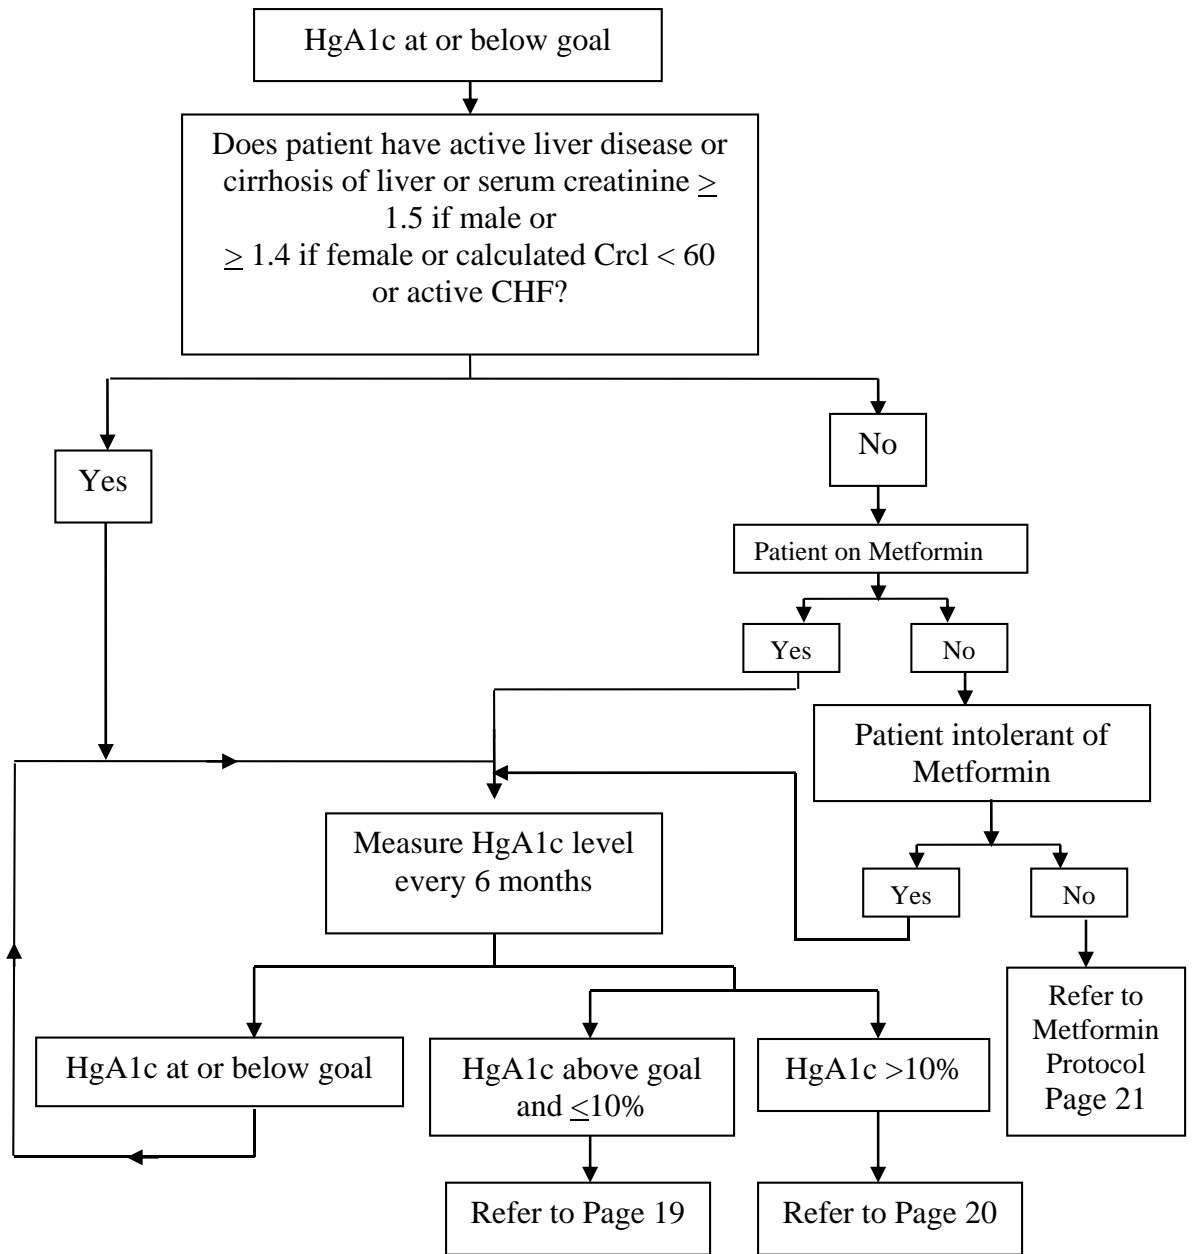 HgA1c at or below goal
Does patient have active liver disease or
cirrhosis of liver or serum creatinine ≥
1.5 if male or
≥ 1.4 if female or calculated Crcl < 60
or active CHF?
Yes
No
Patient on Metformin
Yes
No
Patient intolerant of
Metformin
Yes
No
Measure HgA1c level
every 6 months
Refer to
Metformin
Protocol
Page 21
HgA1c at or below goal
HgA1c above goal
and ≤10%
HgA1c >10%
Refer to Page 19
Refer to Page 20